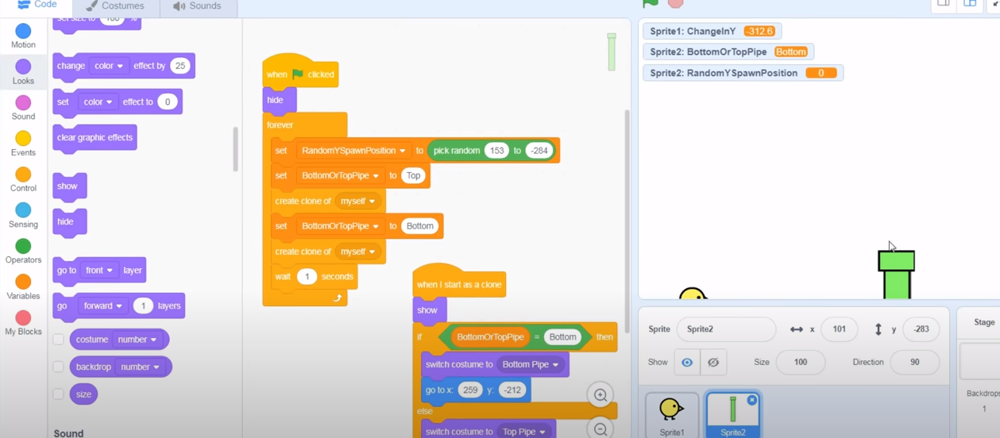 Code
Costumes
Sounds
Motion
Looks
Sound
Events
Control
Sensing
Operators
Variables
My Blocks
set size to 100 %
change color effect by 25
set color effect to 0
clear graphic effects
show
hide
go to front layer
go forward 1 layers
costume number
backdrop number
size
Sound
when clicked
hide
forever
set RandomYSpawnPosition to pick random 153 to -284
set BottomOrTopPipe to Top
create clone of myself
set BottomOrTopPipe to Bottom
create clone of myself
wait 1 seconds
when I start as a clone
show
if BottomOrTopPipe = Bottom then
switch costume to Bottom Pipe
go to x: 259 y: -212
else
switch costume to Top Pipe
Sprite1: ChangeInY -312.6
Sprite2: BottomOrTopPipe Bottom
Sprite2: RandomYSpawnPosition 0
Sprite Sprite2 x 101 y -283
Show Size 100 Direction 90
Sprite1
Sprite2
Stage
Backdrops
1